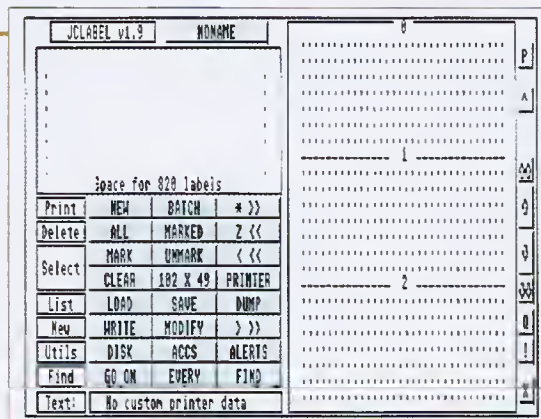 JCLABEL v1.9 NONAME
Space for 820 labels
Print NEW BATCH * >>
Delete ALL MARKED Z <<
Select MARK UNMARK < <<
CLEAR 102 X 49 PRINTER
List LOAD SAVE DUMP
New WRITE MODIFY > >>
Utils DISK ACCS ALERTS
Find GO ON EVERY FIND
Text: No custom printer data
0
1
2
P
^
Q
!
X